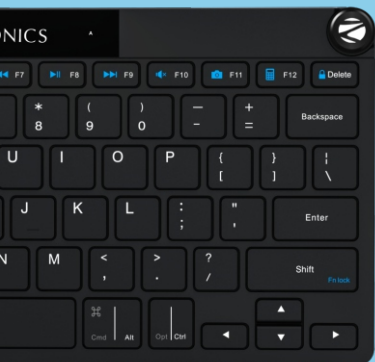 NICS
F7 F8 F9 F10 F11 F12 Delete
* ( ) — + Backspace
8 9 0 - =
U I O P { } ¦
[ ] \
J K L : " Enter
; '
N M < > ? Shift
, . / Fn lock
⌘ Cmd Alt Opt Ctrl